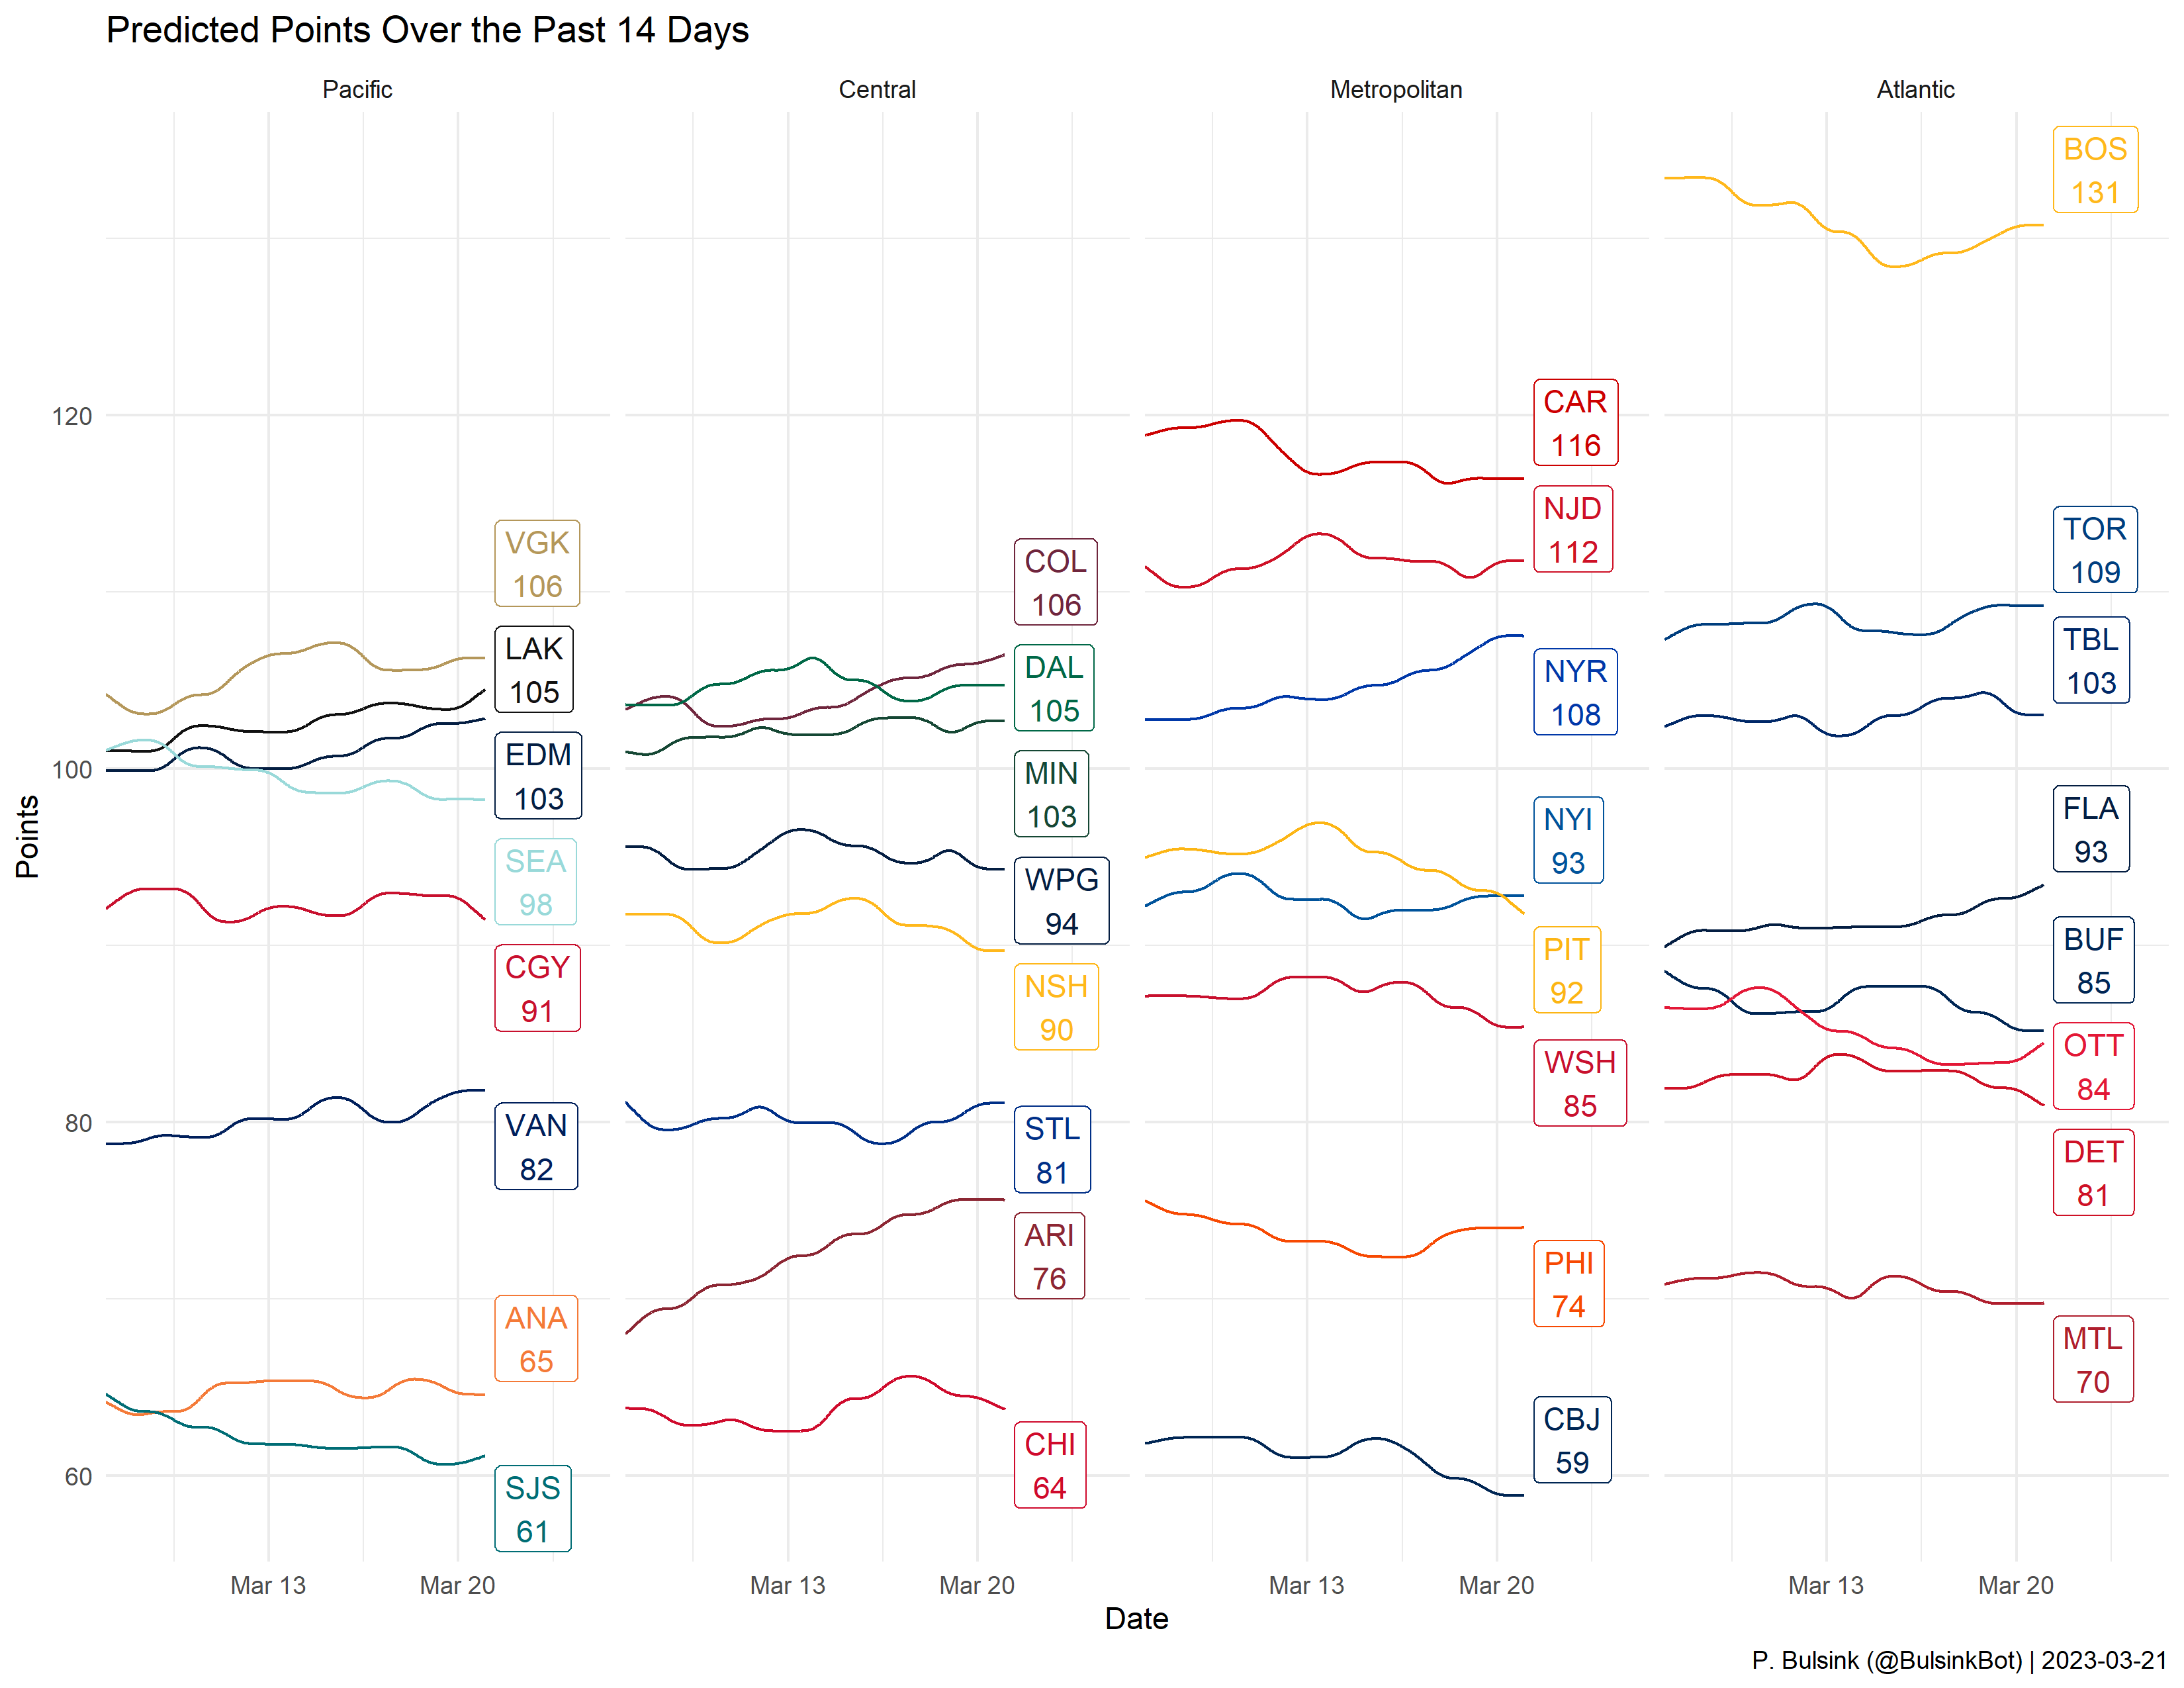 Predicted Points Over the Past 14 Days
Pacific
Central
Metropolitan
Atlantic
Points
120
100
80
60
VGK
106
LAK
105
EDM
103
SEA
98
CGY
91
VAN
82
ANA
65
SJS
61
COL
106
DAL
105
MIN
103
WPG
94
NSH
90
STL
81
ARI
76
CHI
64
CAR
116
NJD
112
NYR
108
NYI
93
PIT
92
WSH
85
PHI
74
CBJ
59
BOS
131
TOR
109
TBL
103
FLA
93
BUF
85
OTT
84
DET
81
MTL
70
Mar 13
Mar 20
Mar 13
Mar 20
Mar 13
Mar 20
Mar 13
Mar 20
Date
P. Bulsink (@BulsinkBot) | 2023-03-21